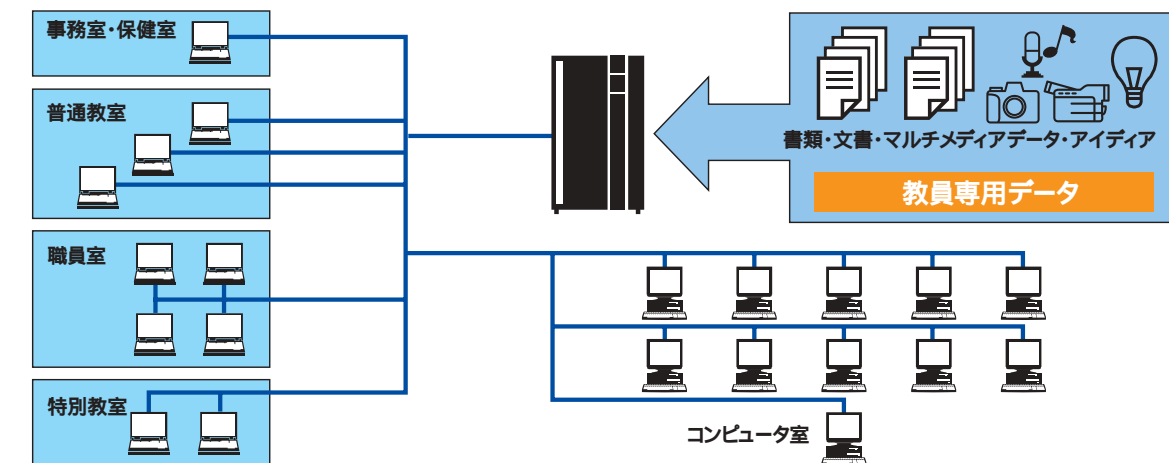 事務室・保健室
普通教室
職員室
特別教室
書類・文書・マルチメディアデータ・アイディア
教員専用データ
コンピュータ室